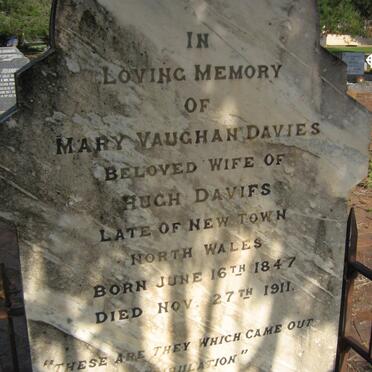 IN
LOVING MEMORY
OF
MARY VAUGHAN DAVIES
BELOVED WIFE OF
HUGH DAVIES
LATE OF NEW TOWN
NORTH WALES
BORN JUNE 16TH 1847
DIED NOV. 27TH 1911.
"THESE ARE THEY WHICH CAME OUT
TRIBULATION"